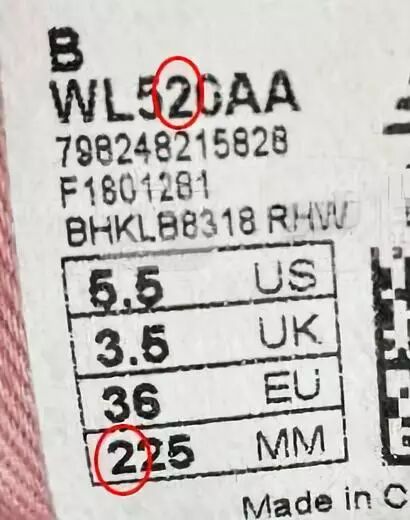 B
WL520AA
798248215828
F1801281
BHKLB8318 RHW
5.5 US
3.5 UK
36 EU
225 MM
Made in C